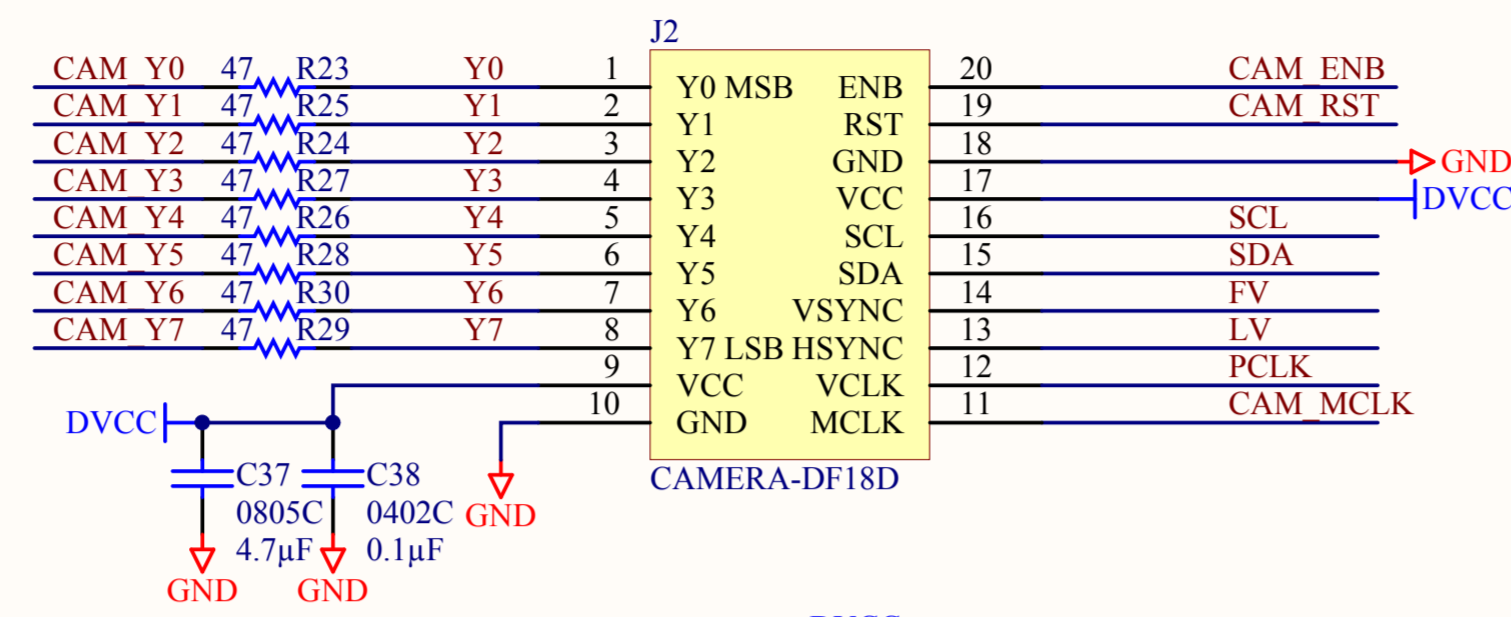 J2
CAM_Y0 47 R23 Y0 1 Y0 MSB ENB 20 CAM_ENB
CAM_Y1 47 R25 Y1 2 Y1 RST 19 CAM_RST
CAM_Y2 47 R24 Y2 3 Y2 GND 18 GND
CAM_Y3 47 R27 Y3 4 Y3 VCC 17 DVCC
CAM_Y4 47 R26 Y4 5 Y4 SCL 16 SCL
CAM_Y5 47 R28 Y5 6 Y5 SDA 15 SDA
CAM_Y6 47 R30 Y6 7 Y6 VSYNC 14 FV
CAM_Y7 47 R29 Y7 8 Y7 LSB HSYNC 13 LV
9 VCC VCLK 12 PCLK
DVCC 10 GND MCLK 11 CAM_MCLK
C37 C38 CAMERA-DF18D
0805C 0402C GND
4.7µF 0.1µF
GND GND